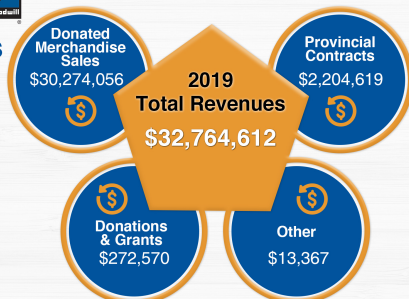 Donated
Merchandise
Sales
$30,274,056
Provincial
Contracts
$2,204,619
2019
Total Revenues
$32,764,612
Donations
& Grants
$272,570
Other
$13,367